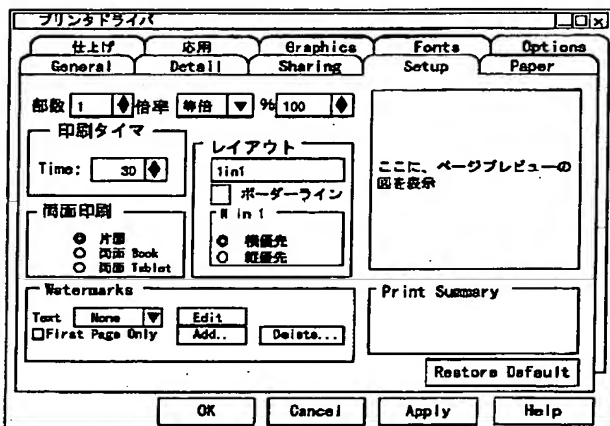 プリンタドライバ
仕上げ 応用 Graphics Fonts Options
General Detail Sharing Setup Paper
部数 1 倍率 等倍 % 100
印刷タイマ
Time: 30
レイアウト
1in1
ボーダーライン
N in 1
横優先
縦優先
ここに、ページプレビューの
図を表示
両面印刷
片面
両面 Book
両面 Tablet
Watermarks
Text None Edit
First Page Only Add.. Delete...
Print Summary
Restore Default
OK Cancel Apply Help